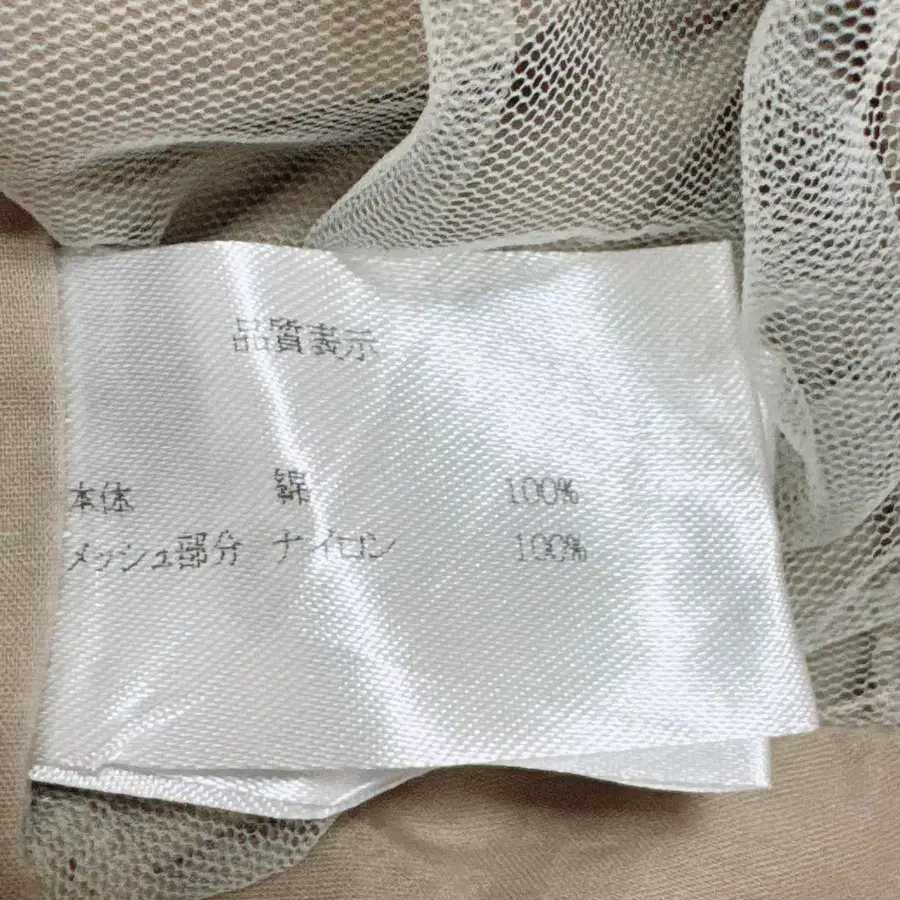 品質表示
本体 綿 100%
メッシュ部分 ナイロン 100%